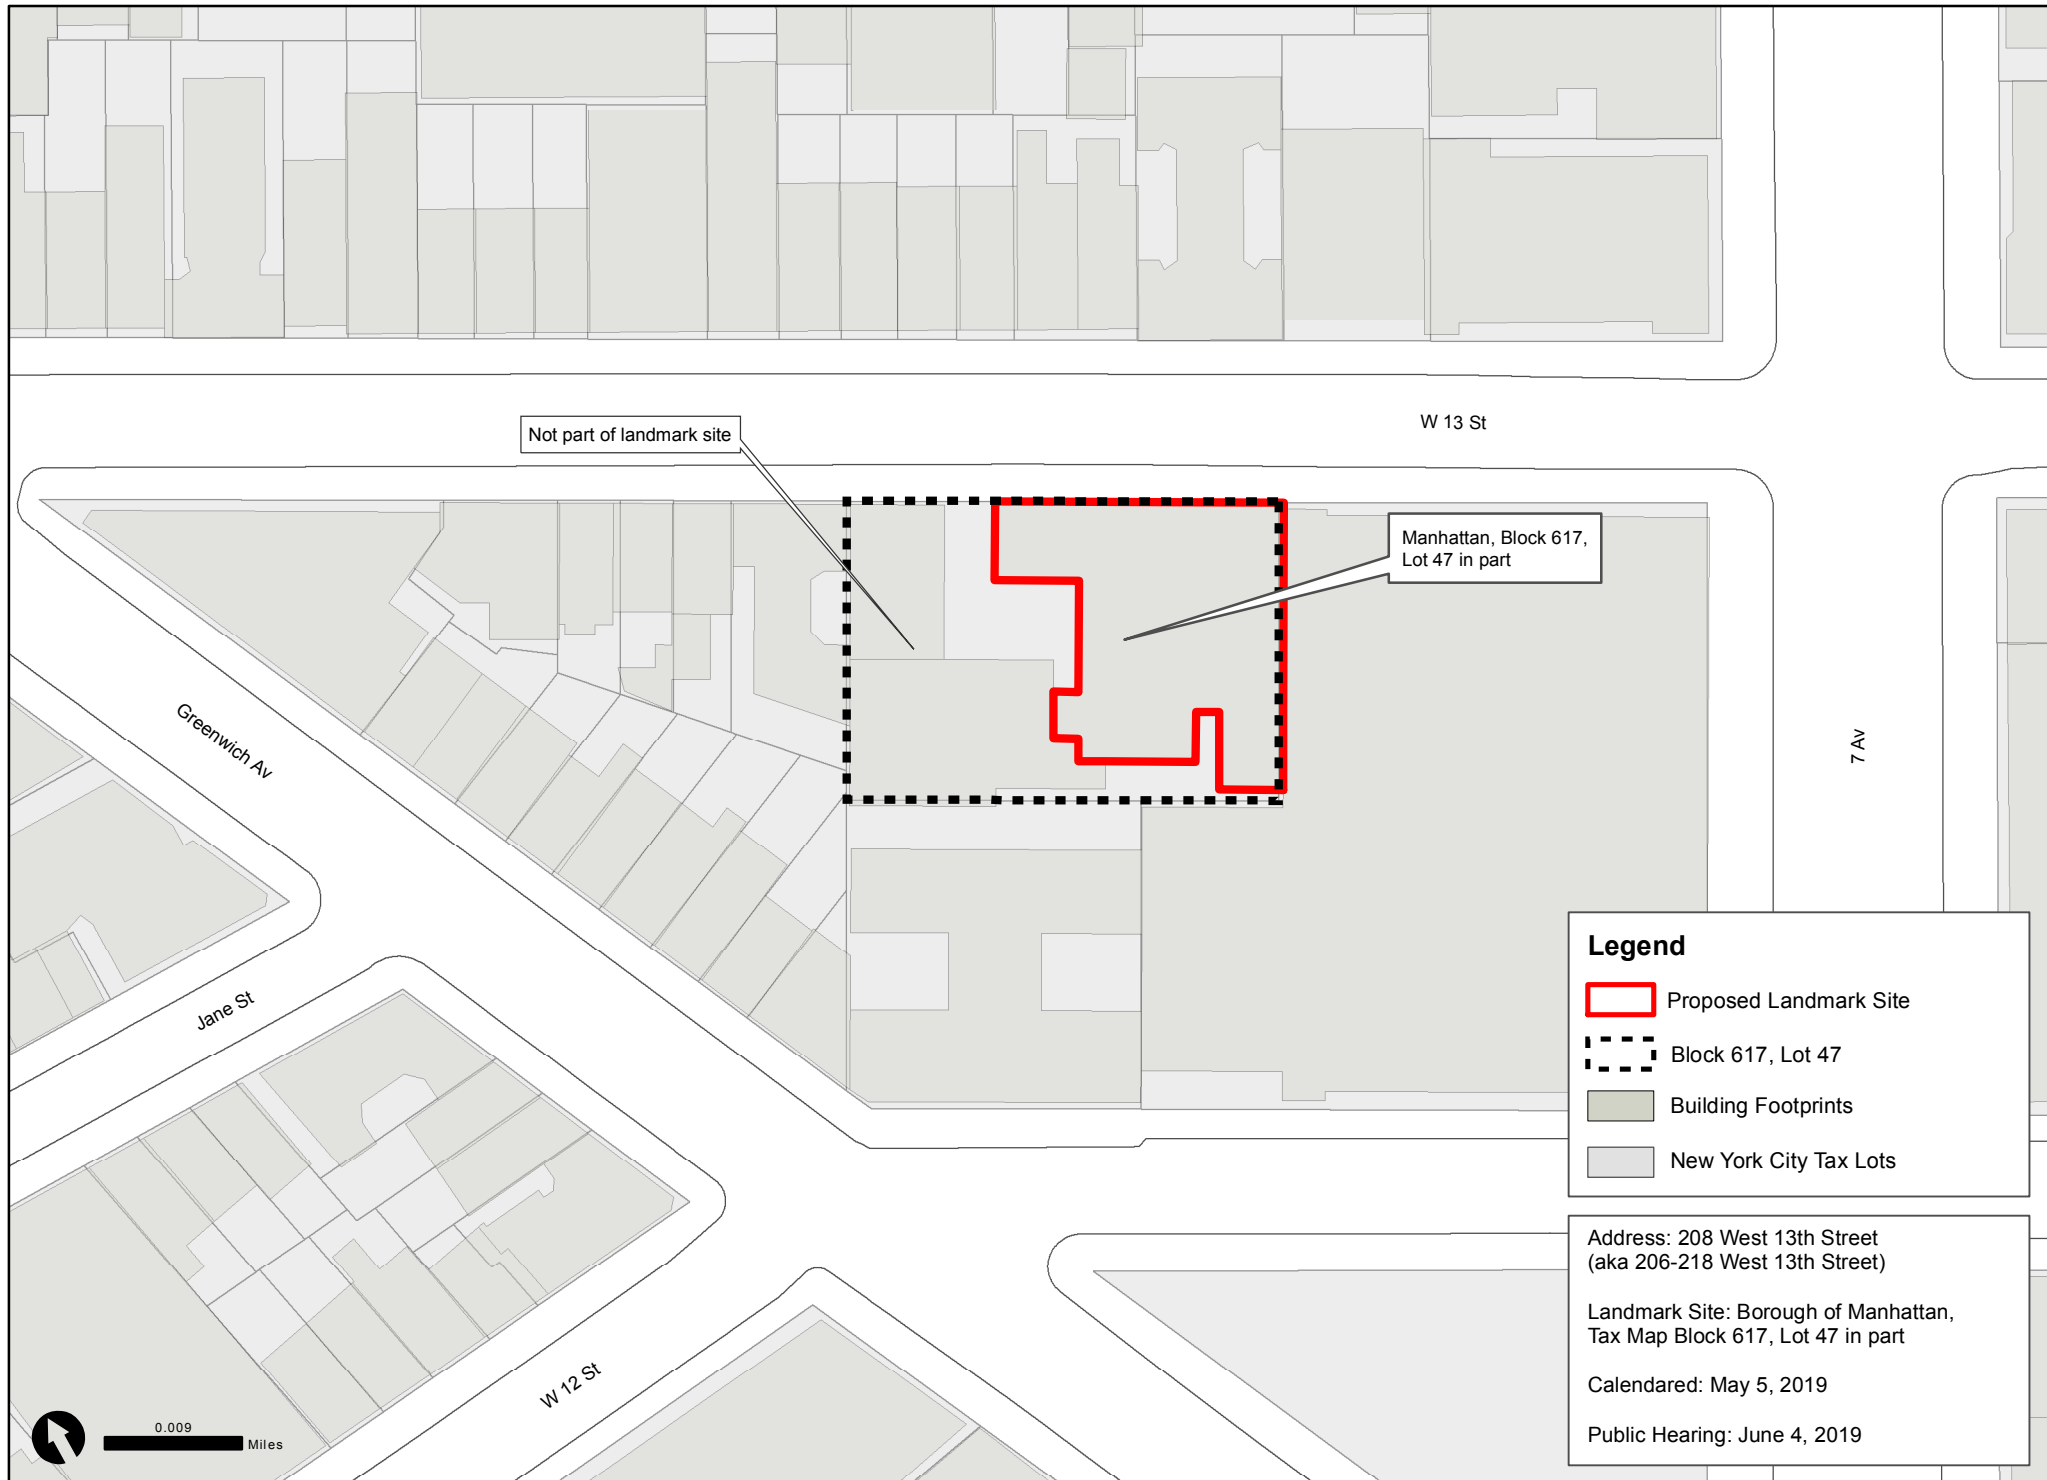 W 13 St
Not part of landmark site
Manhattan, Block 617,
Lot 47 in part
Greenwich Av
7 Av
Jane St
W 12 St
Legend
Proposed Landmark Site
Block 617, Lot 47
Building Footprints
New York City Tax Lots
Address: 208 West 13th Street
(aka 206-218 West 13th Street)
Landmark Site: Borough of Manhattan,
Tax Map Block 617, Lot 47 in part
Calendared: May 5, 2019
Public Hearing: June 4, 2019
0.009
Miles